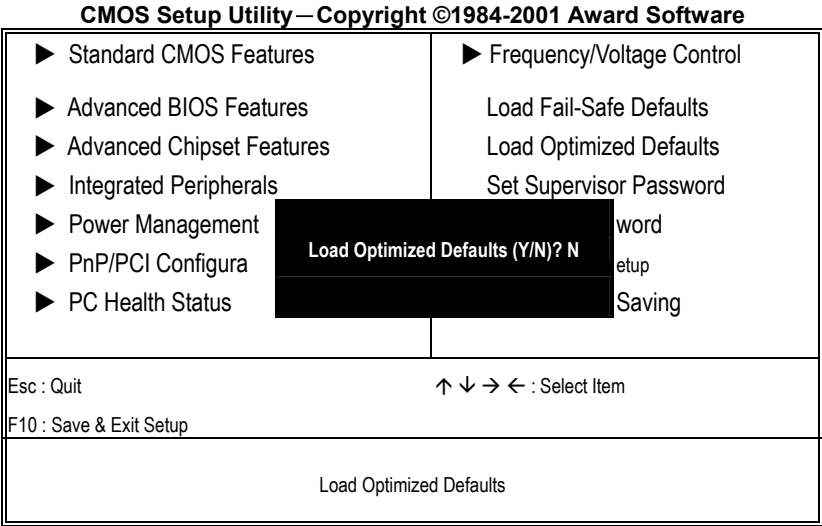 CMOS Setup Utility－Copyright ©1984-2001 Award Software
▶ Standard CMOS Features
▶ Advanced BIOS Features
▶ Advanced Chipset Features
▶ Integrated Peripherals
▶ Power Management
▶ PnP/PCI Configura
▶ PC Health Status
▶ Frequency/Voltage Control
Load Fail-Safe Defaults
Load Optimized Defaults
Set Supervisor Password
word
etup
Saving
Load Optimized Defaults (Y/N)? N
Esc : Quit
↑ ↓ → ← : Select Item
F10 : Save & Exit Setup
Load Optimized Defaults